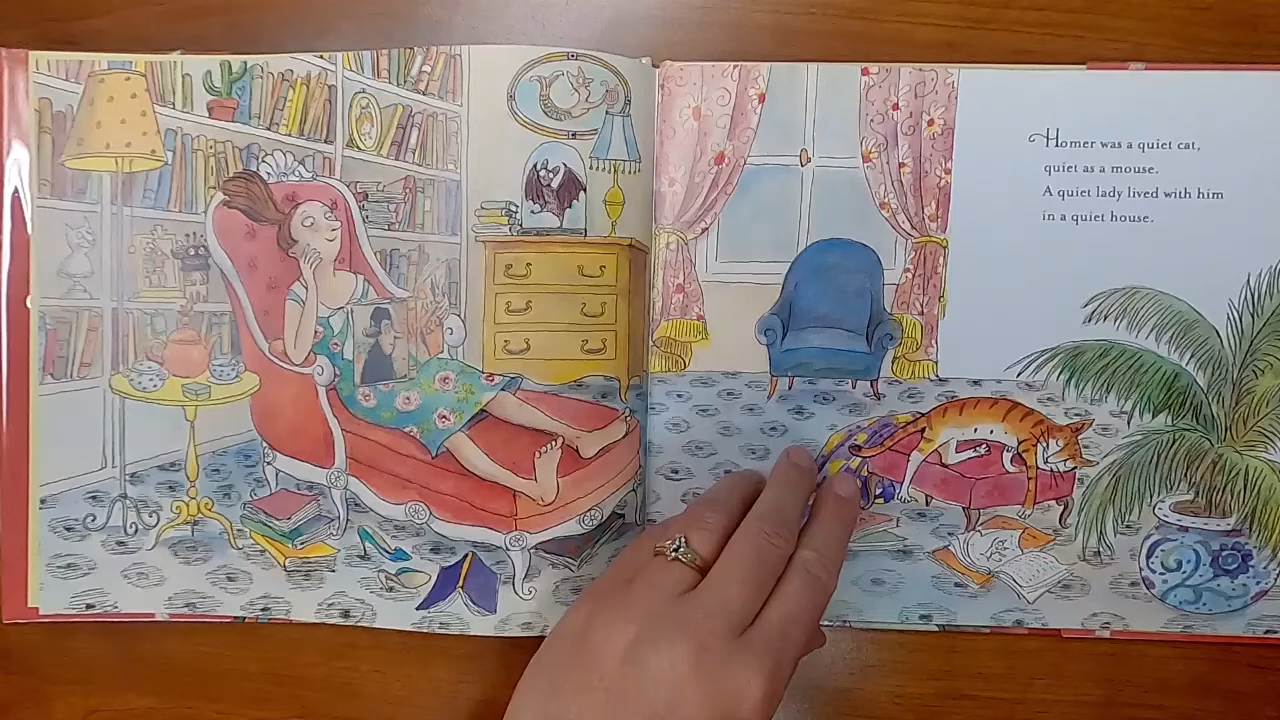 Homer was a quiet cat,
quiet as a mouse.
A quiet lady lived with him
in a quiet house.